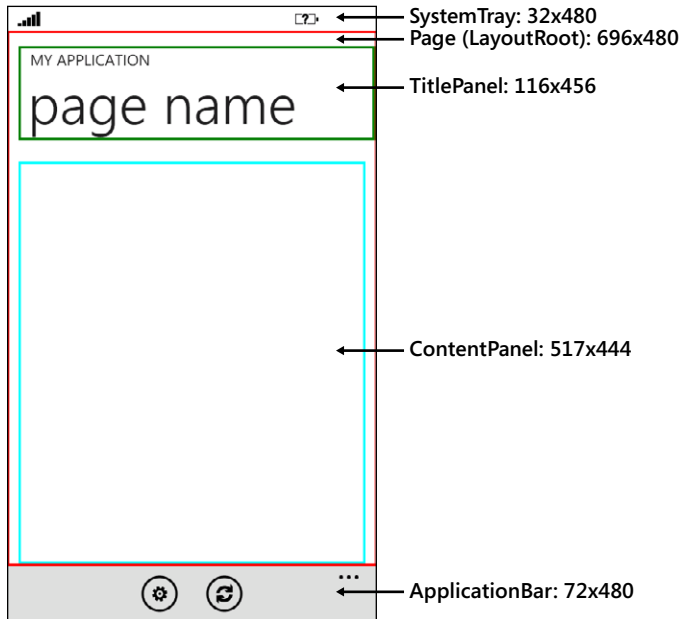 SystemTray: 32x480
Page (LayoutRoot): 696x480
MY APPLICATION
TitlePanel: 116x456
page name
ContentPanel: 517x444
ApplicationBar: 72x480